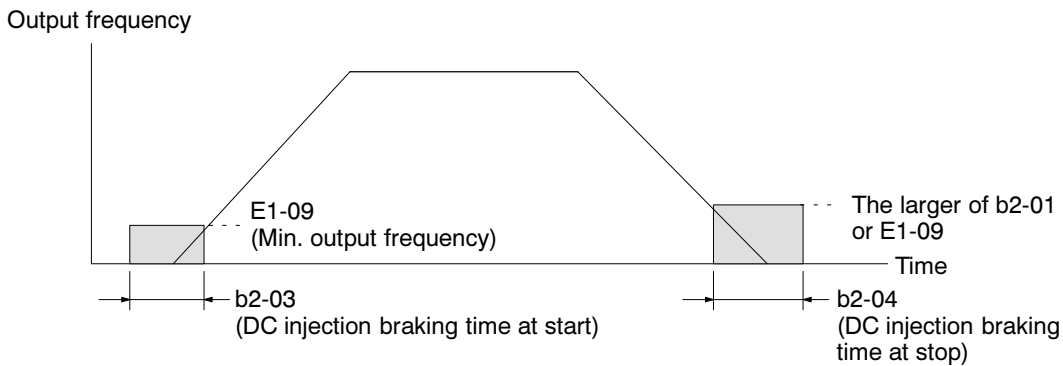 Output frequency
E1-09
(Min. output frequency)
The larger of b2-01
or E1-09
Time
b2-03
(DC injection braking time at start)
b2-04
(DC injection braking
time at stop)